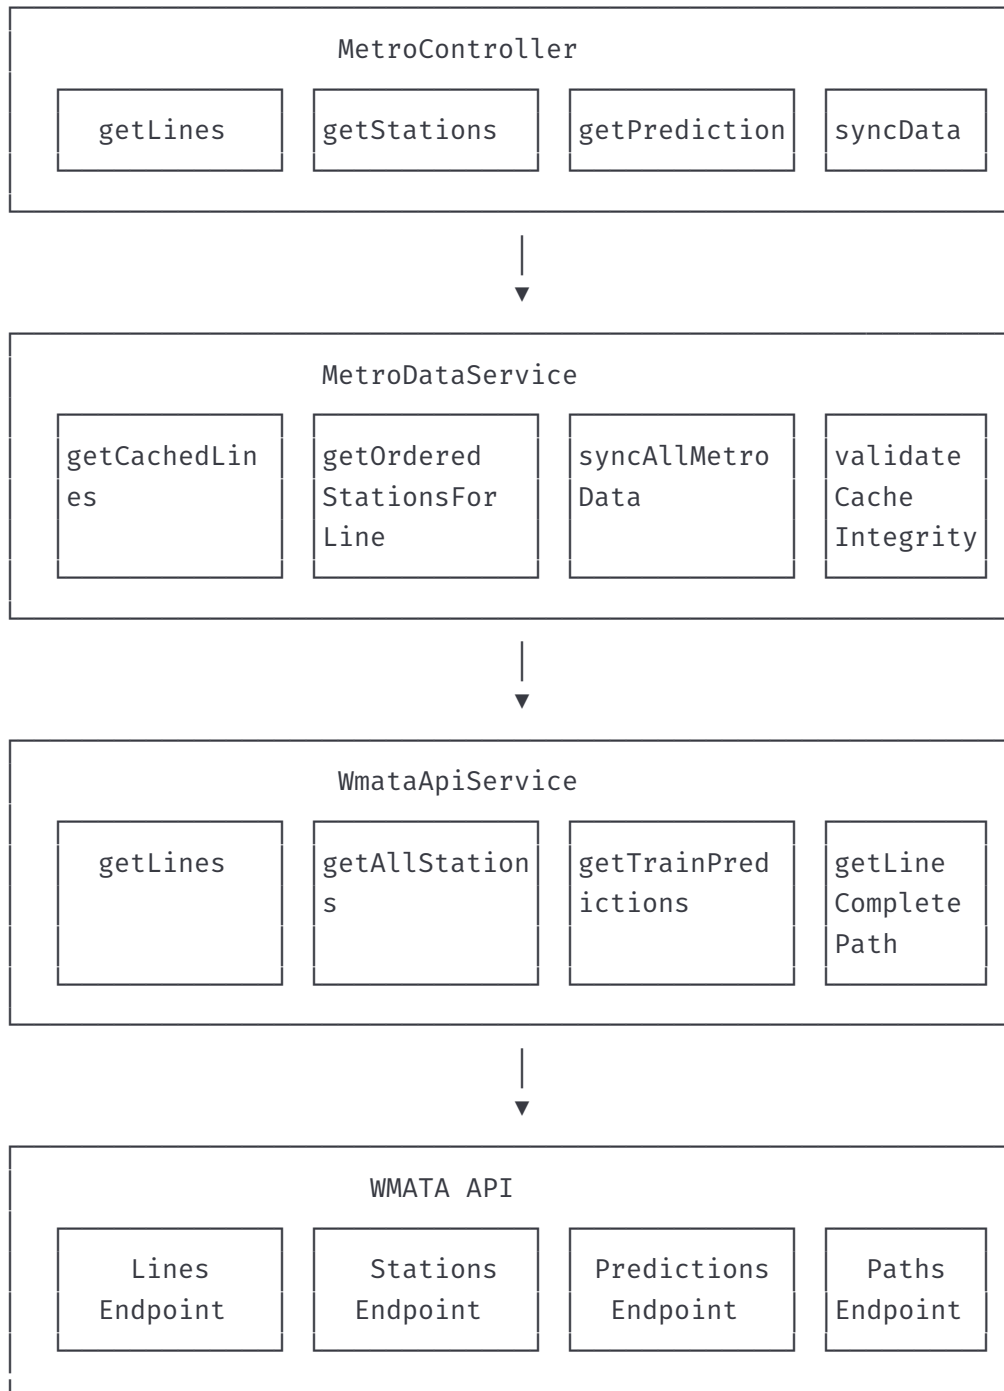 MetroController
getLines getStations getPrediction syncData
MetroDataService
getCachedLin getOrdered syncAllMetro validate
es StationsFor Data Cache
Line Integrity
WmataApiService
getLines getAllStation getTrainPred getLine
s ictions Complete
Path
WMATA API
Lines Stations Predictions Paths
Endpoint Endpoint Endpoint Endpoint